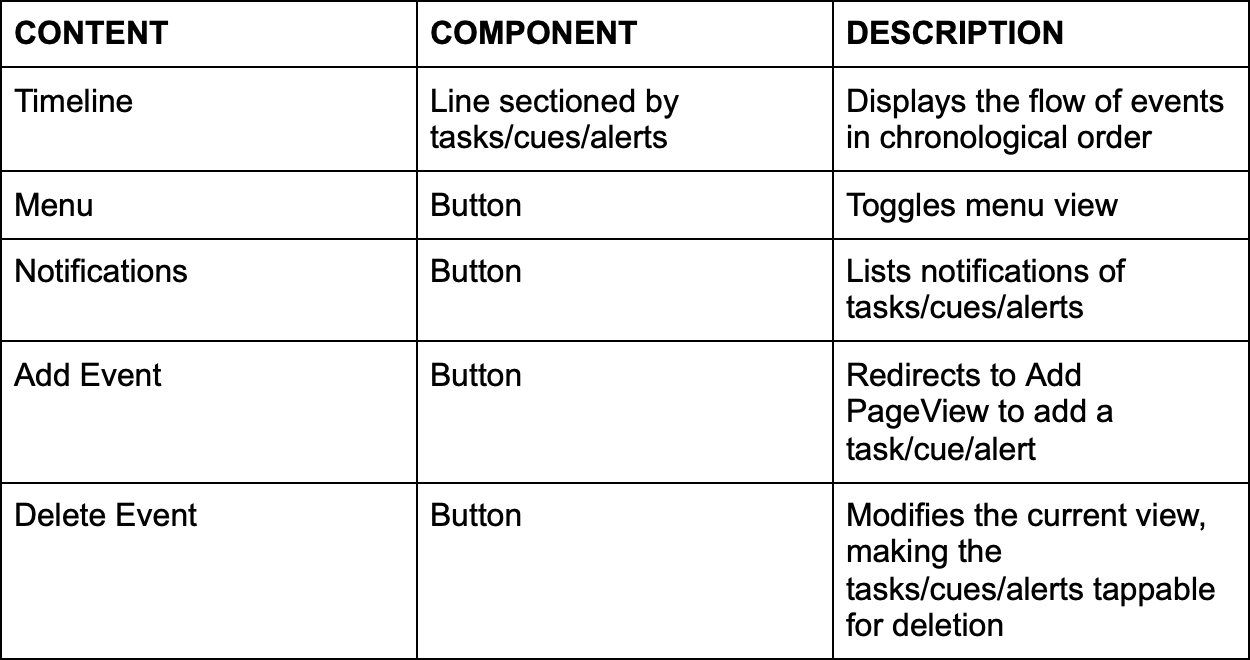 CONTENT COMPONENT DESCRIPTION
Timeline
Line sectioned by
tasks/cues/alerts
Displays the flow of events
in chronological order
Menu
Button
Toggles menu view
Notifications
Button
Lists notifications of
tasks/cues/alerts
Add Event
Button
Redirects to Add
PageView to add a
task/cue/alert
Delete Event
Button
Modifies the current view,
making the
tasks/cues/alerts tappable
for deletion